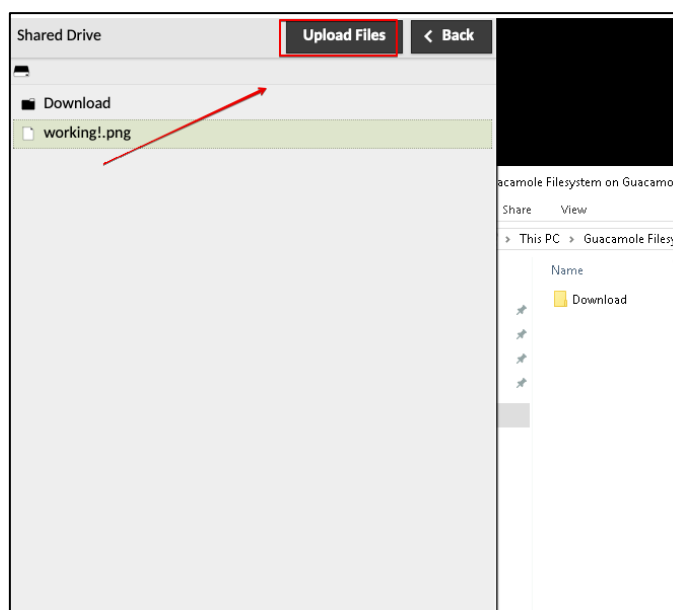 Shared Drive
Upload Files
Back
Download
working!.png
acamole Filesystem on Guacamo
Share View
> This PC > Guacamole Filesy
Name
Download